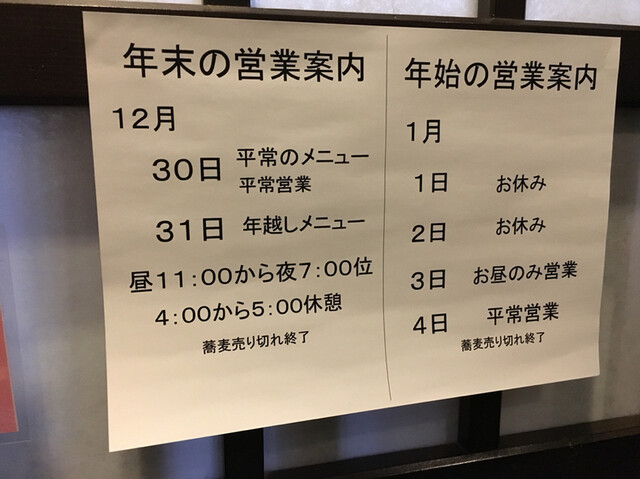 年末の営業案内
12月
30日 平常のメニュー
平常営業
31日 年越しメニュー
昼11:00から夜7:00位
4:00から5:00休憩
蕎麦売り切れ終了
年始の営業案内
1月
1日 お休み
2日 お休み
3日 お昼のみ営業
4日 平常営業
蕎麦売り切れ終了